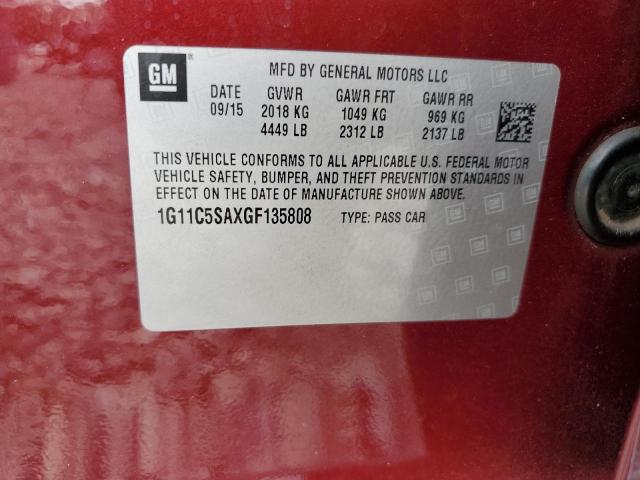 GM
MFD BY GENERAL MOTORS LLC
DATE GVWR GAWR FRT GAWR RR
09/15 2018 KG 1049 KG 969 KG
4449 LB 2312 LB 2137 LB
THIS VEHICLE CONFORMS TO ALL APPLICABLE U.S. FEDERAL MOTOR
VEHICLE SAFETY, BUMPER, AND THEFT PREVENTION STANDARDS IN
EFFECT ON THE DATE OF MANUFACTURE SHOWN ABOVE.
1G11C5SAXGF135808 TYPE: PASS CAR